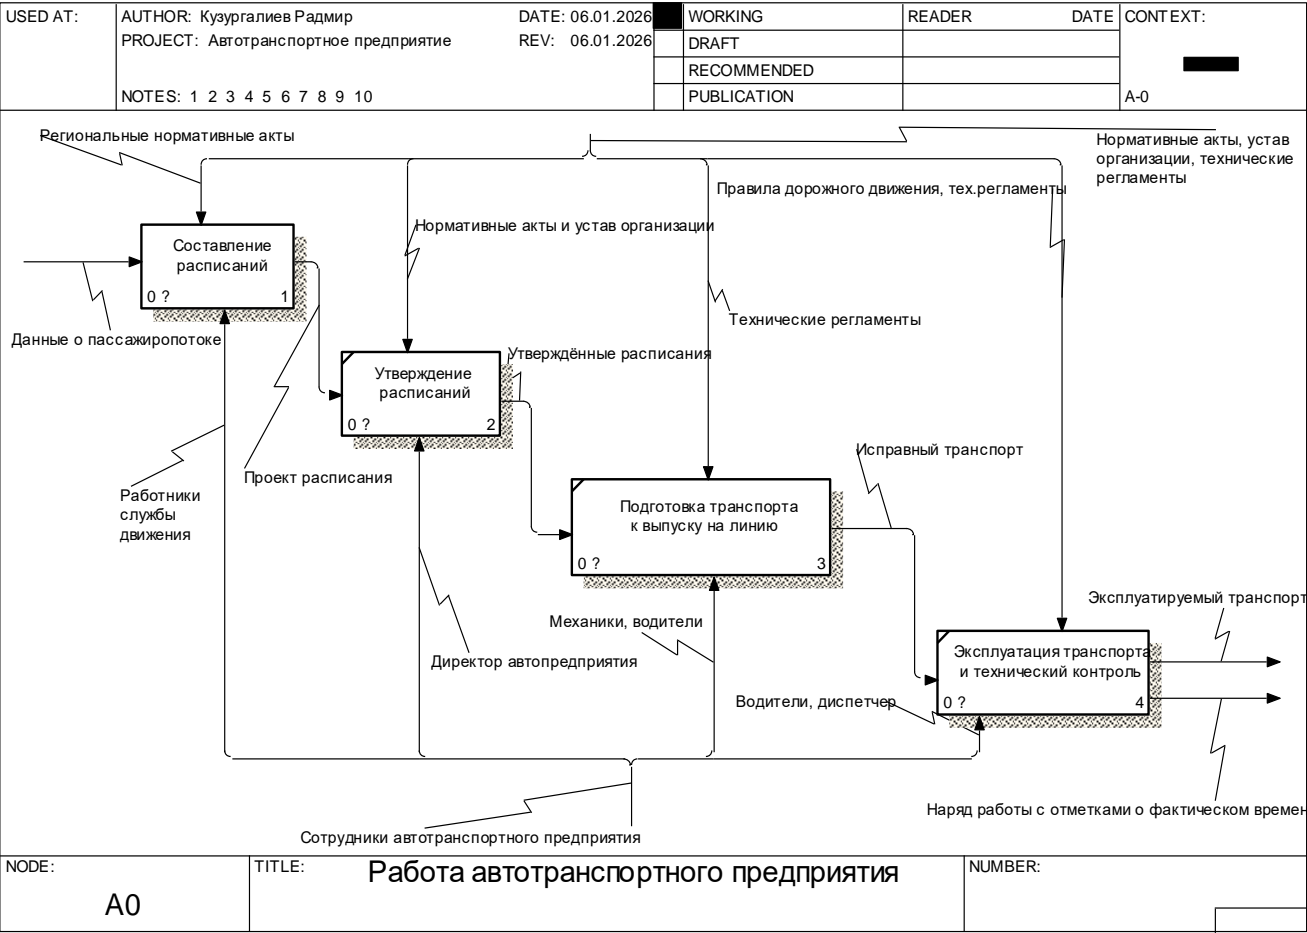 USED AT:
AUTHOR: Кузургалиев Радмир
DATE: 06.01.2026
PROJECT: Автотранспортное предприятие
REV: 06.01.2026
NOTES: 1 2 3 4 5 6 7 8 9 10
WORKING
DRAFT
RECOMMENDED
PUBLICATION
READER
DATE
CONTEXT:
A-0
Региональные нормативные акты
Нормативные акты, устав
организации, технические
регламенты
Правила дорожного движения, тех.регламенты
Нормативные акты и устав организации
Составление
расписаний
0 ?
1
Технические регламенты
Данные о пассажиропотоке
Утверждённые расписания
Утверждение
расписаний
0 ?
2
Исправный транспорт
Проект расписания
Работники
службы
движения
Подготовка транспорта
к выпуску на линию
0 ?
3
Эксплуатируемый транспорт
Механики, водители
Директор автопредприятия
Эксплуатация транспорта
и технический контроль
0 ?
4
Водители, диспетчер
Наряд работы с отметками о фактическом времен
Сотрудники автотранспортного предприятия
NODE:
A0
TITLE:
Работа автотранспортного предприятия
NUMBER: